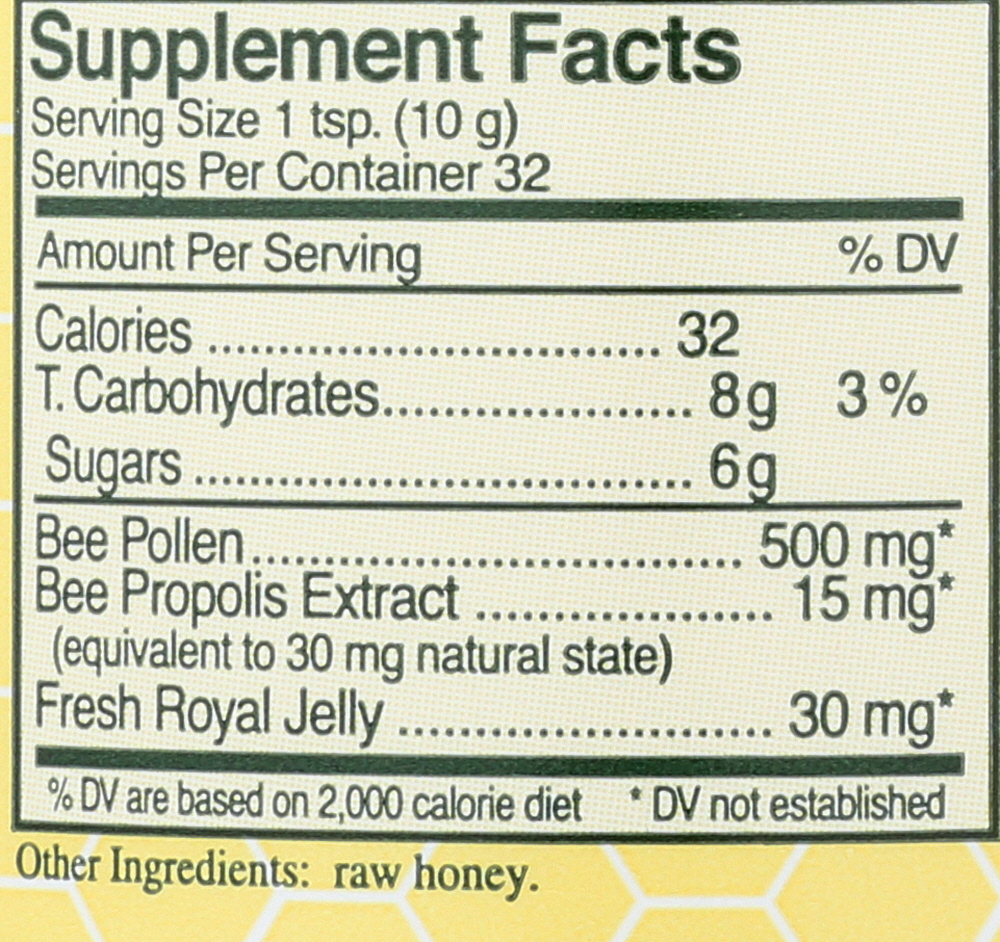 Supplement Facts
Serving Size 1 tsp. (10 g)
Servings Per Container 32
Amount Per Serving % DV
Calories .............................. 32
T. Carbohydrates..................... 8g 3%
Sugars ................................. 6g
Bee Pollen................................. 500 mg*
Bee Propolis Extract .................... 15 mg*
(equivalent to 30 mg natural state)
Fresh Royal Jelly ......................... 30 mg*
% DV are based on 2,000 calorie diet * DV not established
Other Ingredients: raw honey.